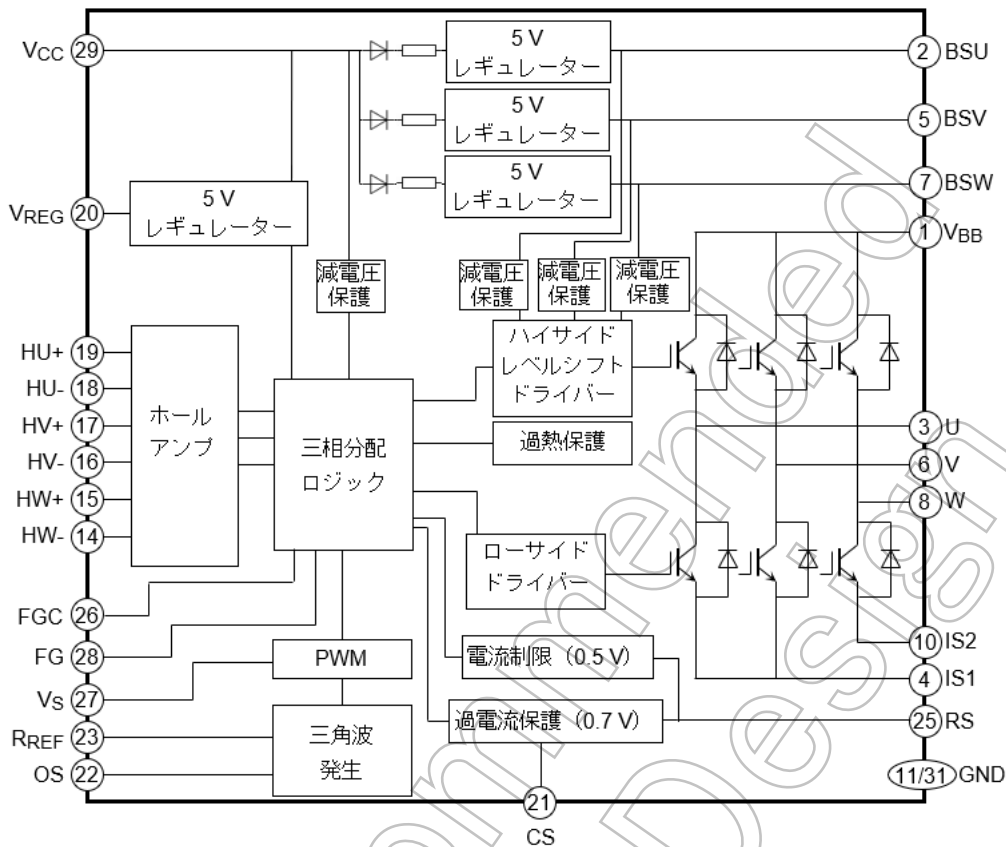 VCC 29
5 V
レギュレーター
2 BSU
5 V
レギュレーター
5 BSV
5 V
レギュレーター
7 BSW
VREG 20
5 V
レギュレーター
1 VBB
減電圧
保護
減電圧
保護
減電圧
保護
減電圧
保護
HU+ 19
HU- 18
HV+ 17
HV- 16
HW+ 15
HW- 14
ホール
アンプ
三相分配
ロジック
ハイサイド
レベルシフト
ドライバー
過熱保護
ローサイド
ドライバー
3 U
6 V
8 W
FGC 26
FG 28
VS 27
RREF 23
OS 22
PWM
三角波
発生
電流制限（0.5 V）
過電流保護（0.7 V）
10 IS2
4 IS1
25 RS
11/31 GND
21
CS
ommended
Design